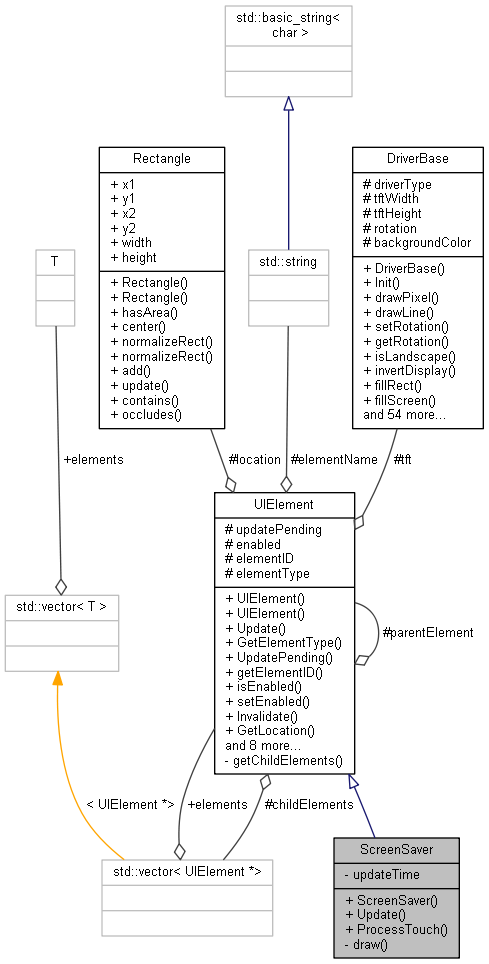 std::basic_string<
char >
Rectangle
+ x1
+ y1
+ x2
+ y2
+ width
+ height
+ Rectangle()
+ Rectangle()
+ hasArea()
+ center()
+ normalizeRect()
+ normalizeRect()
+ add()
+ update()
+ contains()
+ occludes()
DriverBase
# driverType
# tftWidth
# tftHeight
# rotation
# backgroundColor
+ DriverBase()
+ Init()
+ drawPixel()
+ drawLine()
+ setRotation()
+ getRotation()
+ isLandscape()
+ invertDisplay()
+ fillRect()
+ fillScreen()
and 54 more...
T
std::string
+elements
#location
#elementName
#tft
UIElement
# updatePending
# enabled
# elementID
# elementType
+ UIElement()
+ UIElement()
+ Update()
+ GetElementType()
+ UpdatePending()
+ getElementID()
+ isEnabled()
+ setEnabled()
+ Invalidate()
+ GetLocation()
and 8 more...
- getChildElements()
#parentElement
std::vector< T >
< UIElement *>
+elements
#childElements
std::vector< UIElement *>
ScreenSaver
- updateTime
+ ScreenSaver()
+ Update()
+ ProcessTouch()
- draw()